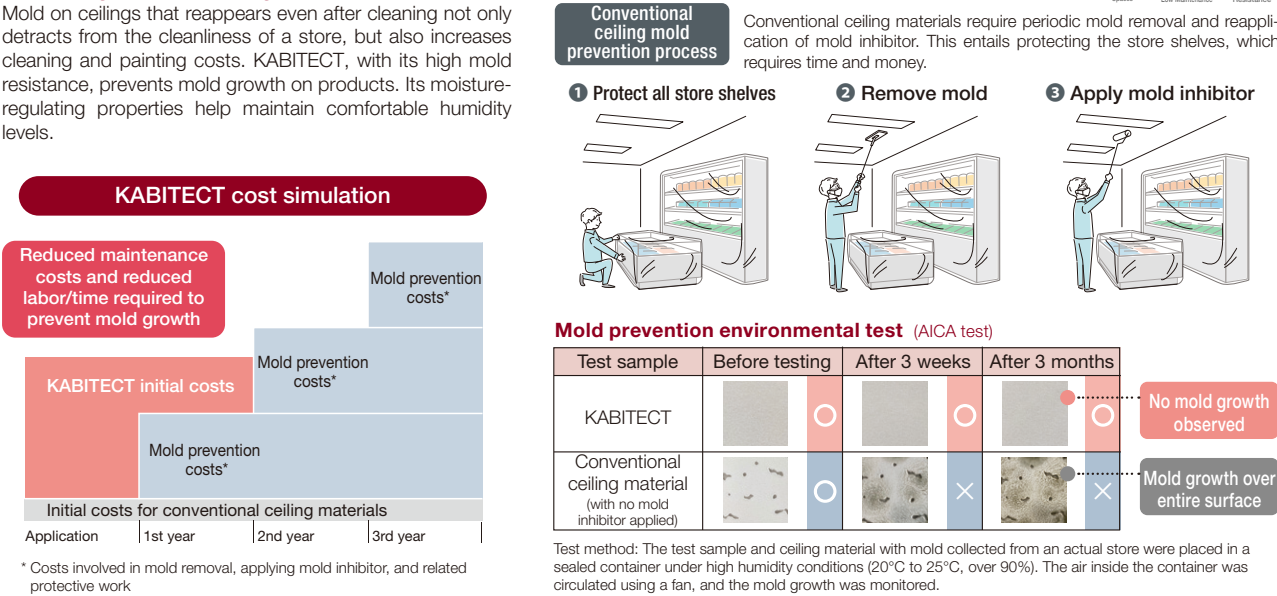 Mold on ceilings that reappears even after cleaning not only
detracts from the cleanliness of a store, but also increases
cleaning and painting costs. KABITECT, with its high mold
resistance, prevents mold growth on products. Its moisture-
regulating properties help maintain comfortable humidity
levels.
KABITECT cost simulation
Reduced maintenance
costs and reduced
labor/time required to
prevent mold growth
Mold prevention
costs*
Mold prevention
costs*
KABITECT initial costs
Mold prevention
costs*
Initial costs for conventional ceiling materials
Application
1st year
2nd year
3rd year
* Costs involved in mold removal, applying mold inhibitor, and related
protective work
Conventional
ceiling mold
prevention process
Conventional ceiling materials require periodic mold removal and reappli-
cation of mold inhibitor. This entails protecting the store shelves, which
requires time and money.
❶ Protect all store shelves
❷ Remove mold
❸ Apply mold inhibitor
Mold prevention environmental test (AICA test)
Test sample
Before testing
After 3 weeks
After 3 months
KABITECT
○
○
○
No mold growth
observed
Conventional
ceiling material
(with no mold
inhibitor applied)
○
×
×
Mold growth over
entire surface
Test method: The test sample and ceiling material with mold collected from an actual store were placed in a
sealed container under high humidity conditions (20°C to 25°C, over 90%). The air inside the container was
circulated using a fan, and the mold growth was monitored.